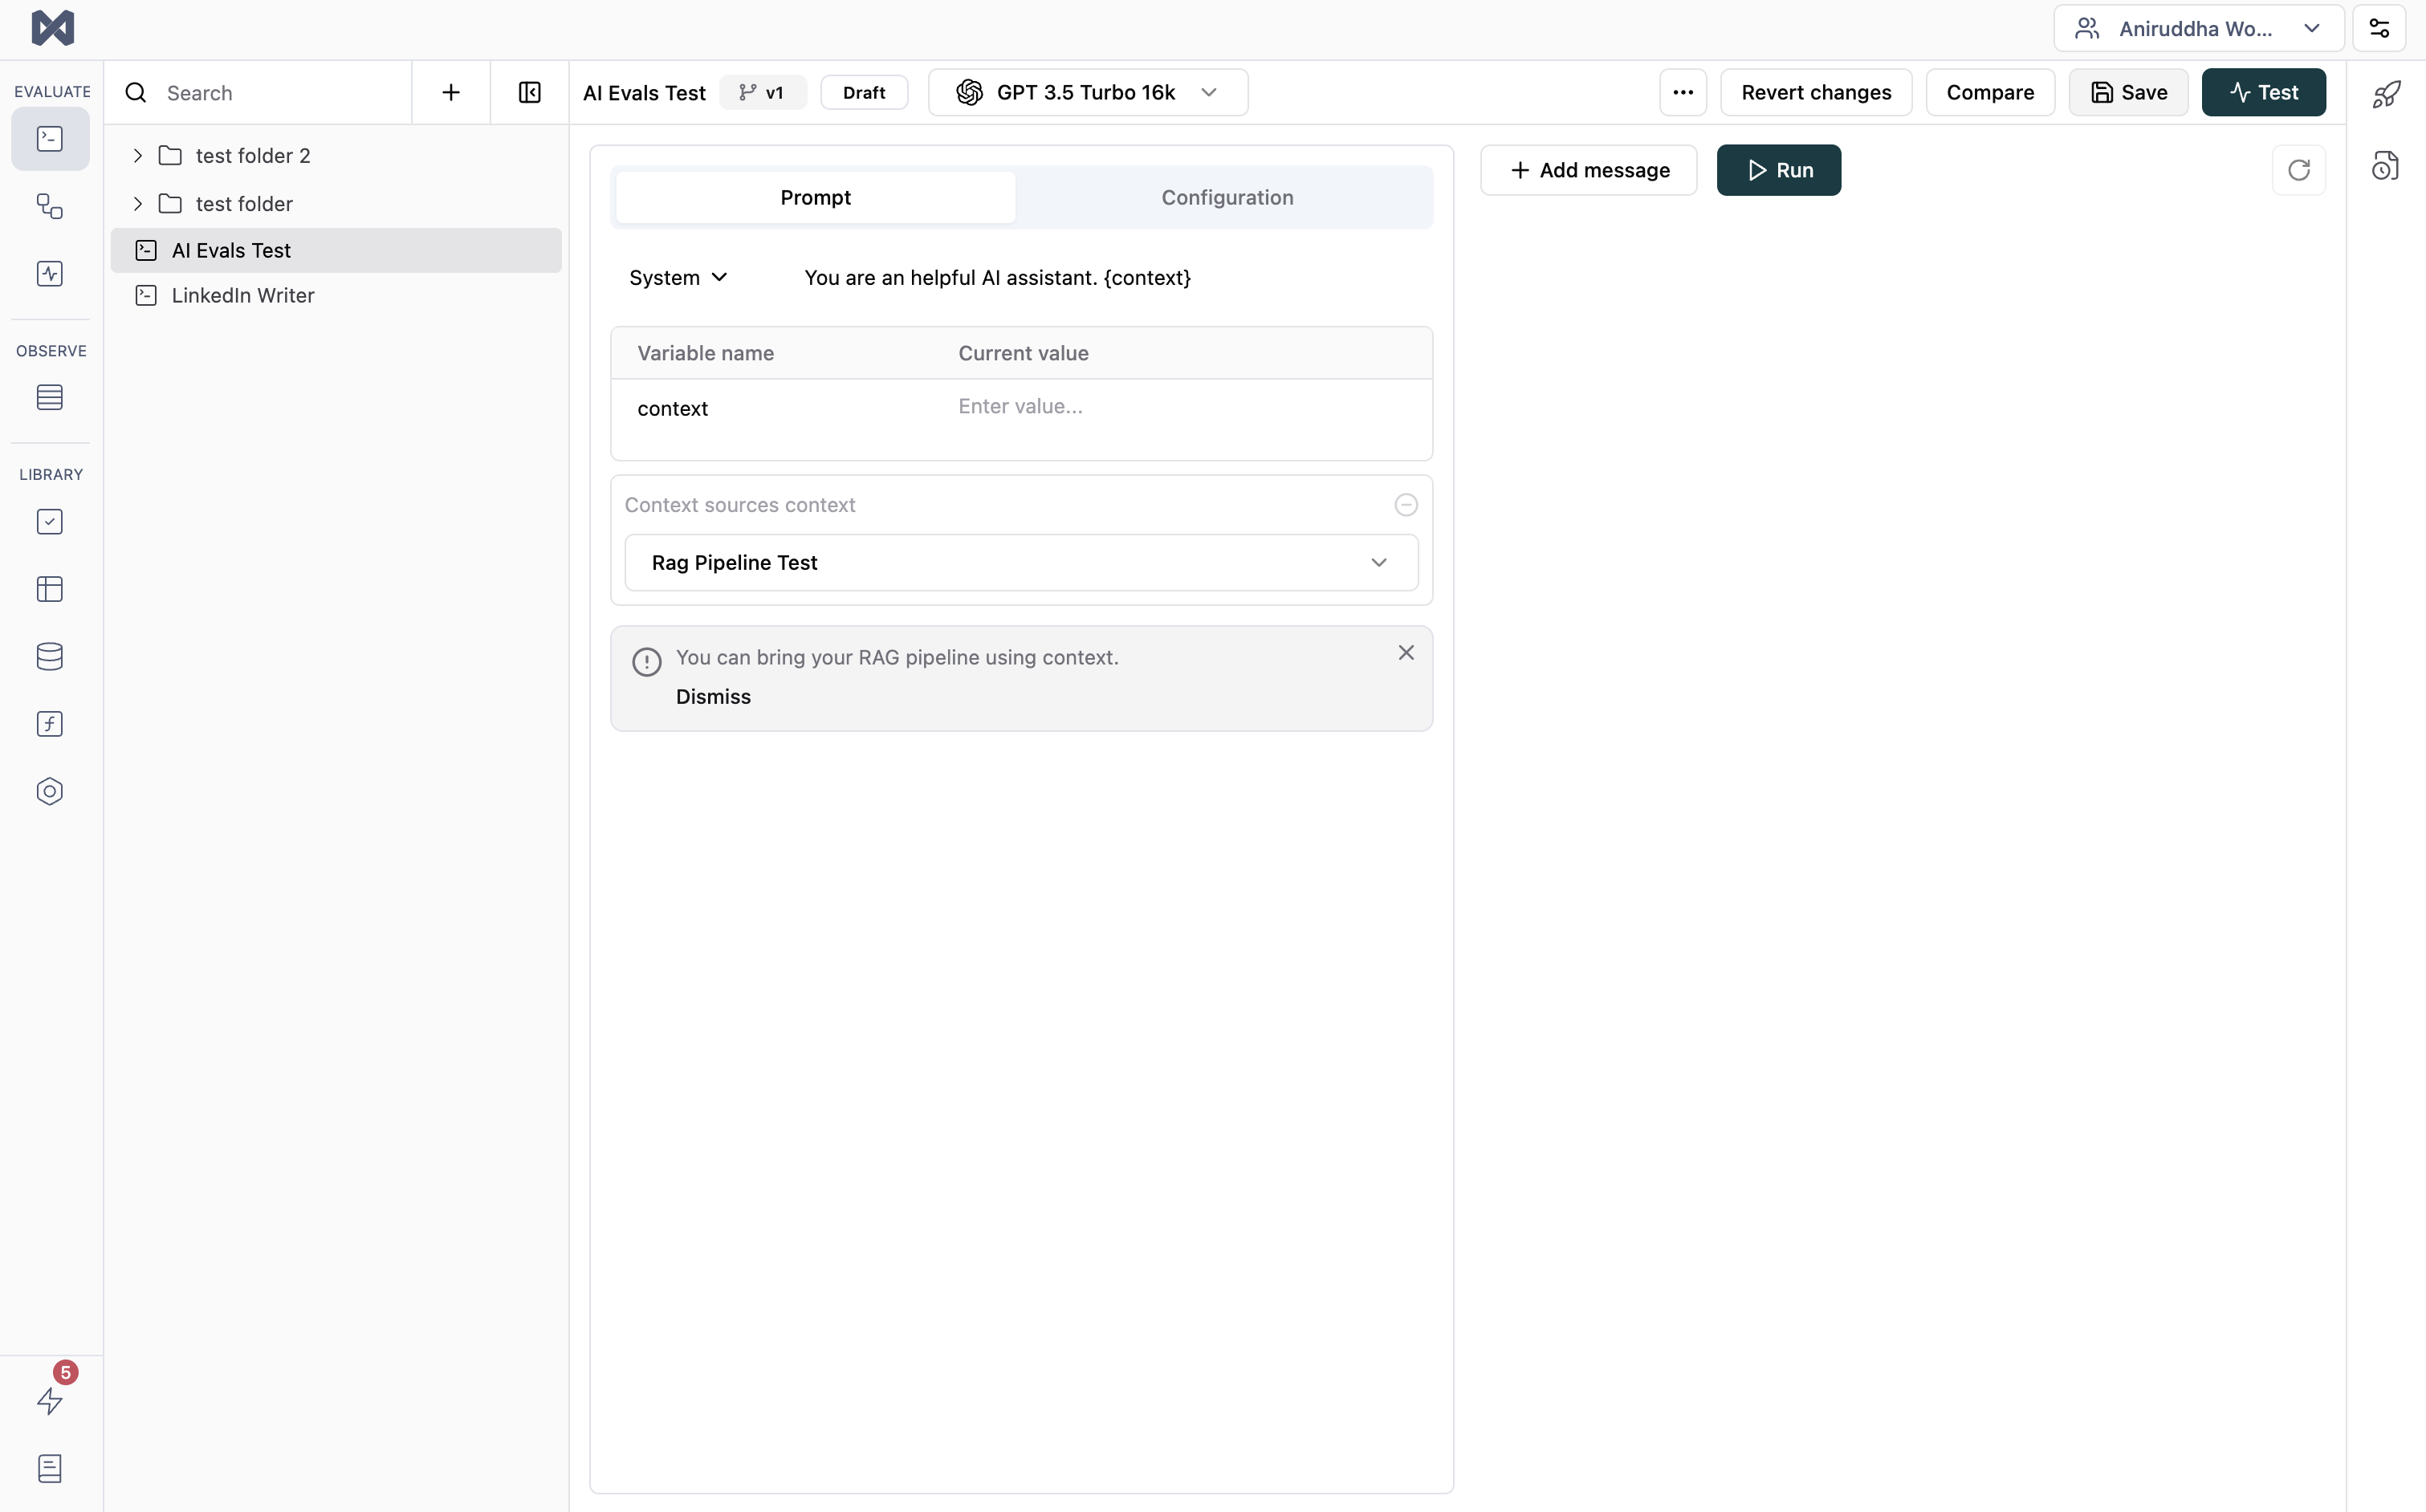 Aniruddha Wo...
EVALUATE
OBSERVE
LIBRARY
5
Search
test folder 2
test folder
AI Evals Test
LinkedIn Writer
AI Evals Test
v1
Draft
GPT 3.5 Turbo 16k
Revert changes
Compare
Save
Test
Prompt
Configuration
System
You are an helpful AI assistant. {context}
Variable name
Current value
context
Enter value...
Context sources context
Rag Pipeline Test
You can bring your RAG pipeline using context.
Dismiss
Add message
Run